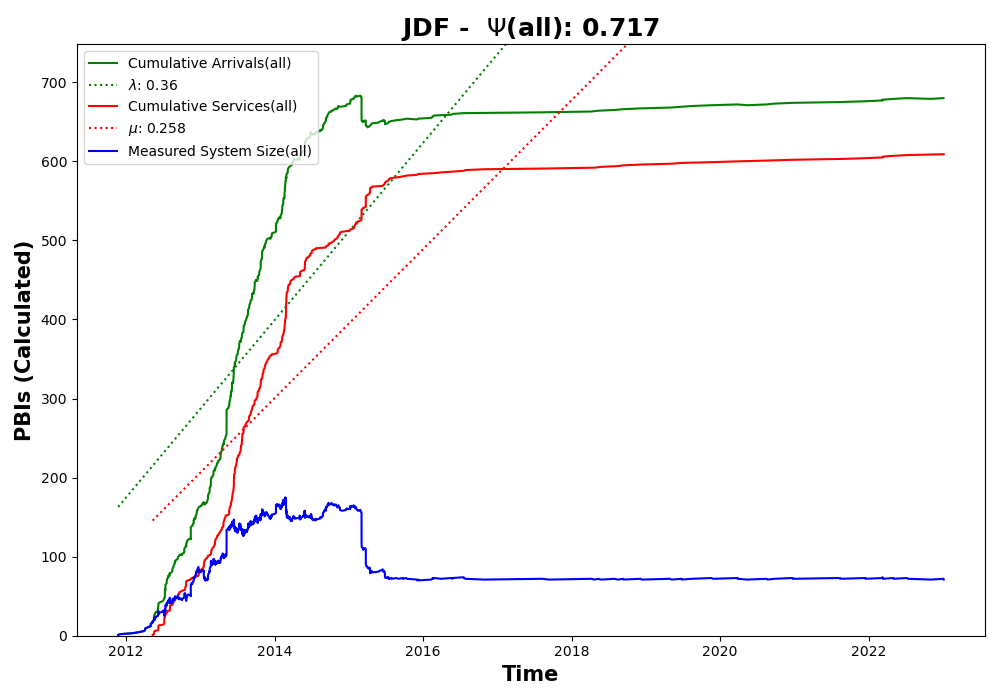 JDF - Ψ(all): 0.717
Cumulative Arrivals(all)
λ: 0.36
Cumulative Services(all)
μ: 0.258
Measured System Size(all)
PBIs (Calculated)
700
600
500
400
300
200
100
0
2012 2014 2016 2018 2020 2022
Time